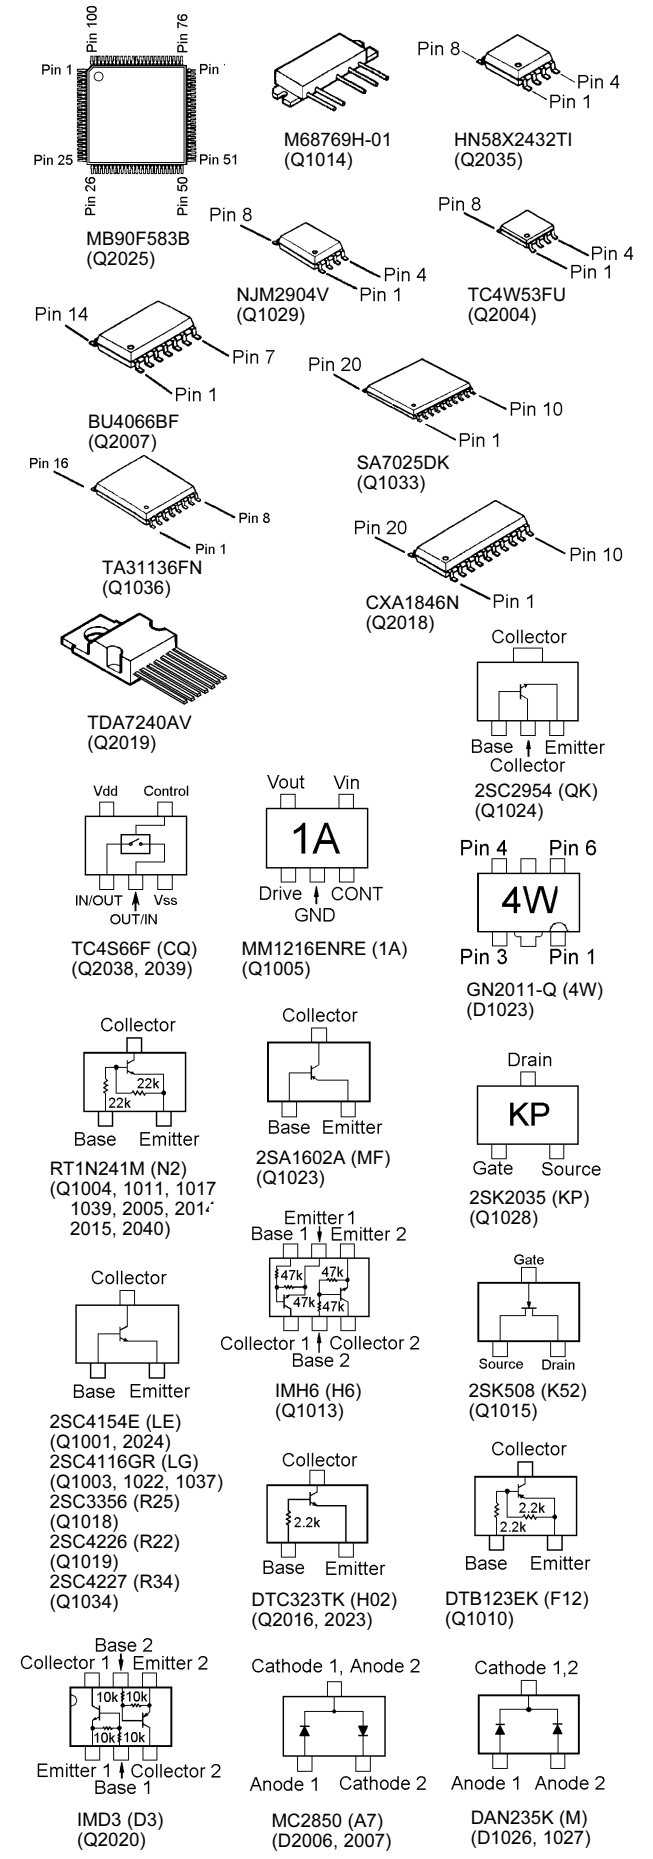 Pin 100
Pin 76
Pin 1
Pin
Pin 25
Pin 51
Pin 26
Pin 50
MB90F583B
(Q2025)
M68769H-01
(Q1014)
Pin 8
Pin 4
Pin 1
HN58X2432TI
(Q2035)
Pin 8
Pin 4
Pin 1
NJM2904V
(Q1029)
Pin 8
Pin 4
Pin 1
TC4W53FU
(Q2004)
Pin 14
Pin 7
Pin 1
BU4066BF
(Q2007)
Pin 20
Pin 10
Pin 1
SA7025DK
(Q1033)
Pin 16
Pin 8
Pin 1
TA31136FN
(Q1036)
Pin 20
Pin 10
Pin 1
CXA1846N
(Q2018)
TDA7240AV
(Q2019)
Collector
Base
Emitter
Collector
2SC2954 (QK)
(Q1024)
Vdd
Control
IN/OUT
Vss
OUT/IN
TC4S66F (CQ)
(Q2038, 2039)
Vout
Vin
1A
Drive
CONT
GND
MM1216ENRE (1A)
(Q1005)
Pin 4
Pin 6
4W
Pin 3
Pin 1
GN2011-Q (4W)
(D1023)
Collector
22k
22k
Base
Emitter
RT1N241M (N2)
(Q1004, 1011, 1017
1039, 2005, 2014
2015, 2040)
Collector
Base
Emitter
2SA1602A (MF)
(Q1023)
Drain
KP
Gate
Source
2SK2035 (KP)
(Q1028)
Collector
Base
Emitter
2SC4154E (LE)
(Q1001, 2024)
2SC4116GR (LG)
(Q1003, 1022, 1037)
2SC3356 (R25)
(Q1018)
2SC4226 (R22)
(Q1019)
2SC4227 (R34)
(Q1034)
Emitter 1
Base 1
Emitter 2
47k
47k
47k
47k
Collector 1
Collector 2
Base 2
IMH6 (H6)
(Q1013)
Gate
Source
Drain
2SK508 (K52)
(Q1015)
Collector
2.2k
Base
Emitter
DTC323TK (H02)
(Q2016, 2023)
Collector
2.2k
2.2k
Base
Emitter
DTB123EK (F12)
(Q1010)
Base 2
Collector 1
Emitter 2
10k
10k
10k
10k
Emitter 1
Collector 2
Base 1
IMD3 (D3)
(Q2020)
Cathode 1, Anode 2
Anode 1
Cathode 2
MC2850 (A7)
(D2006, 2007)
Cathode 1,2
Anode 1
Anode 2
DAN235K (M)
(D1026, 1027)